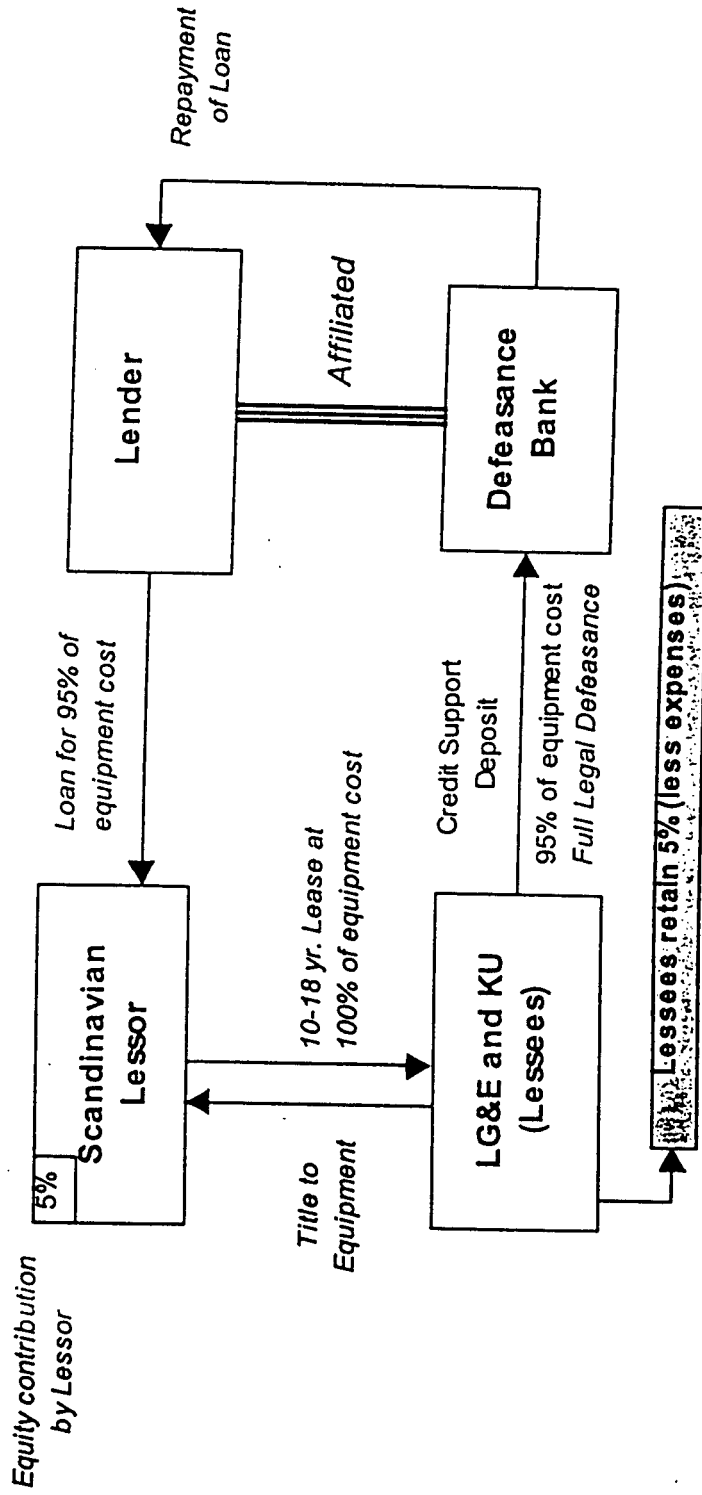 Equity contribution
by Lessor
5%
Scandinavian
Lessor
Loan for 95% of
equipment cost
Lender
Repayment
of Loan
Title to
Equipment
10-18 yr. Lease at
100% of equipment cost
Affiliated
LG&E and KU
(Lessees)
Credit Support
Deposit
95% of equipment cost
Full Legal Defeasance
Defeasance
Bank
Lessees retain 5% (less expenses)